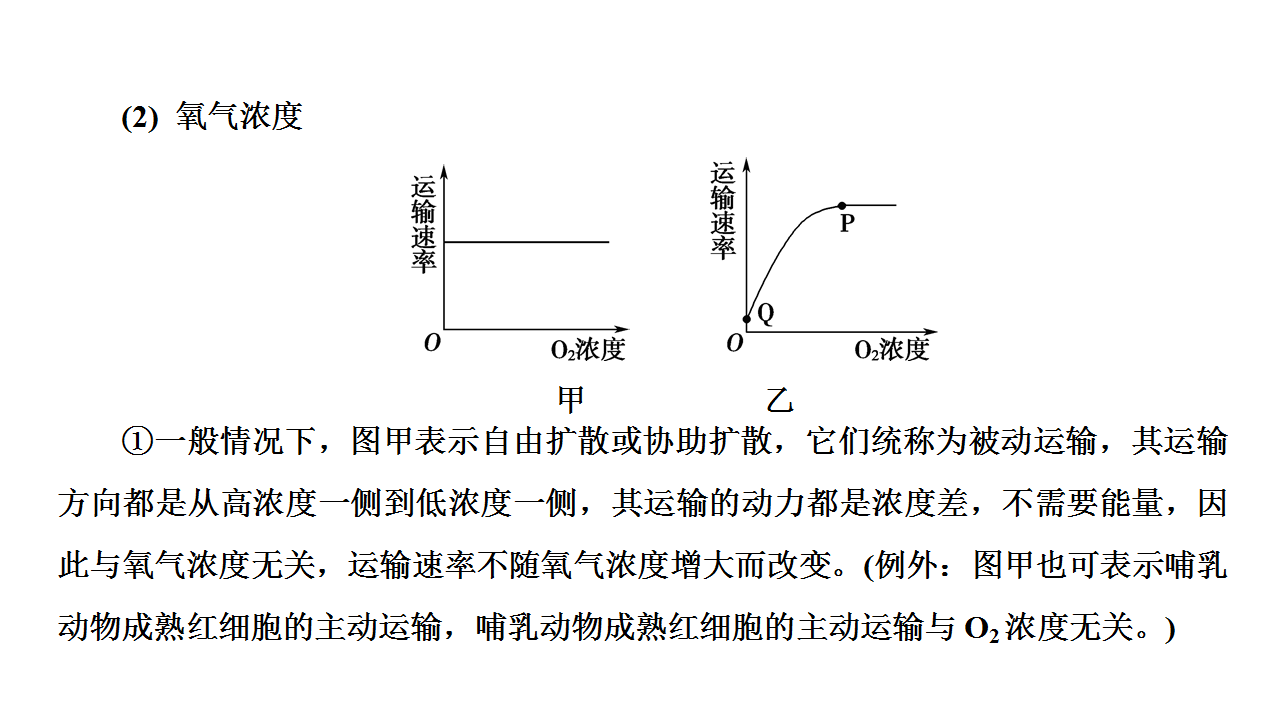 (2) 氧气浓度
运输速率
O
O₂浓度
甲
运输速率
P
Q
O
O₂浓度
乙
①一般情况下，图甲表示自由扩散或协助扩散，它们统称为被动运输，其运输
方向都是从高浓度一侧到低浓度一侧，其运输的动力都是浓度差，不需要能量，因
此与氧气浓度无关，运输速率不随氧气浓度增大而改变。(例外：图甲也可表示哺乳
动物成熟红细胞的主动运输，哺乳动物成熟红细胞的主动运输与 O₂ 浓度无关。)